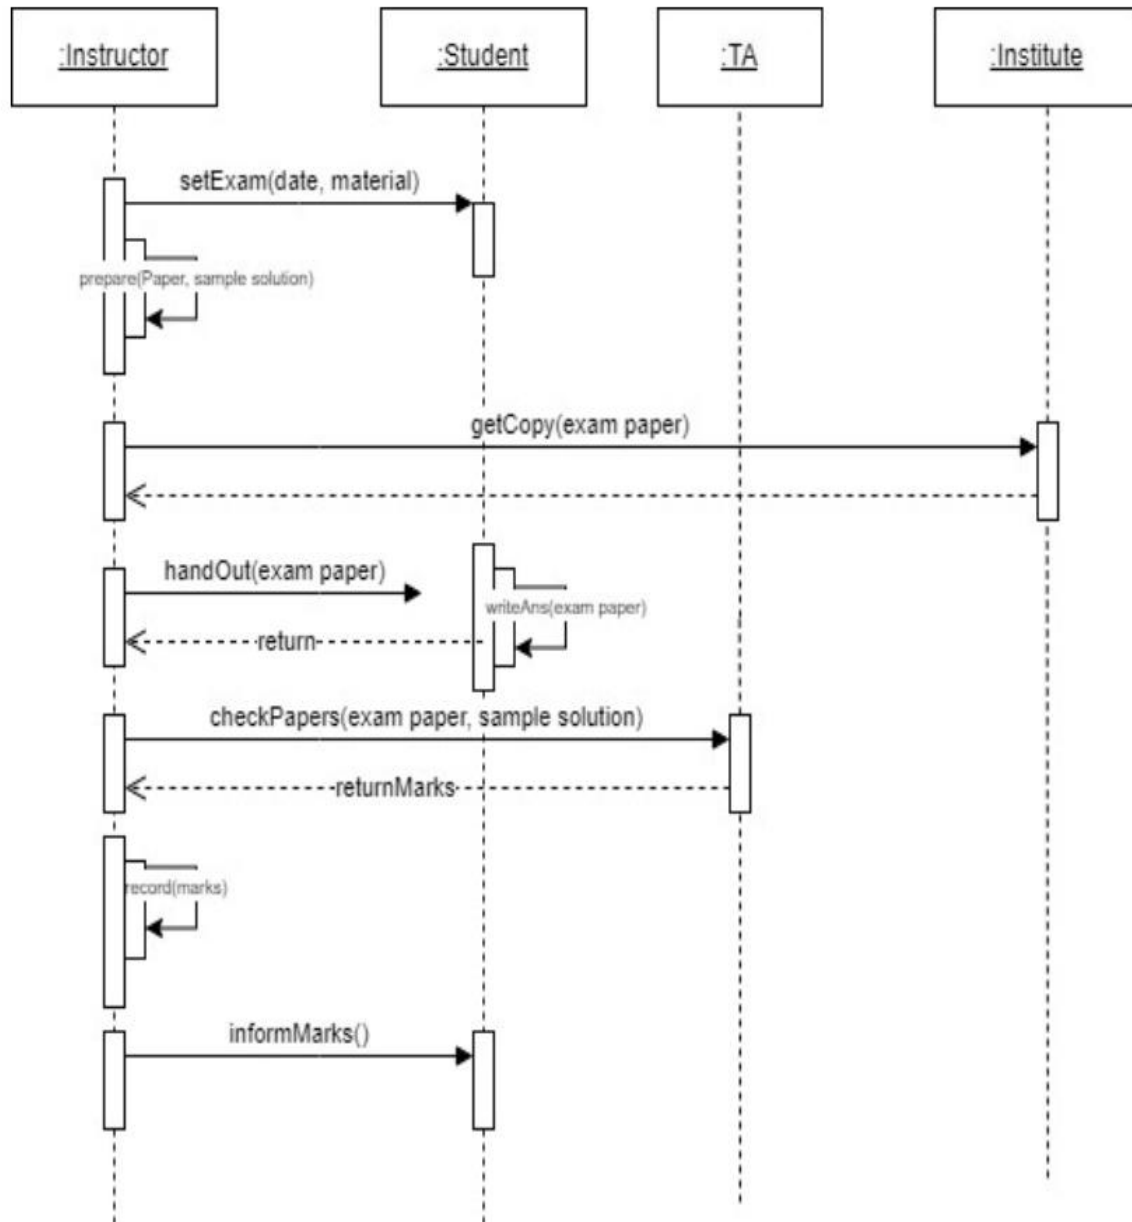 :Instructor
:Student
:TA
:Institute
setExam(date, material)
prepare(Paper, sample solution)
getCopy(exam paper)
handOut(exam paper)
writeAns(exam paper)
return
checkPapers(exam paper, sample solution)
returnMarks
record(marks)
informMarks()